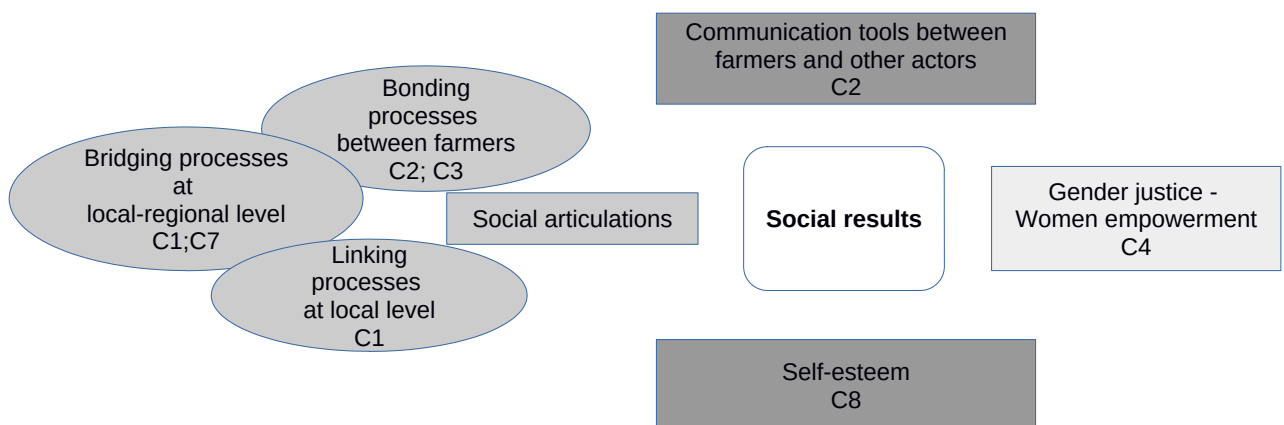 Communication tools between
farmers and other actors
C2
Bonding
processes
between farmers
C2; C3
Bridging processes
at
local-regional level
C1;C7
Linking
processes
at local level
C1
Social articulations
Social results
Gender justice -
Women empowerment
C4
Self-esteem
C8